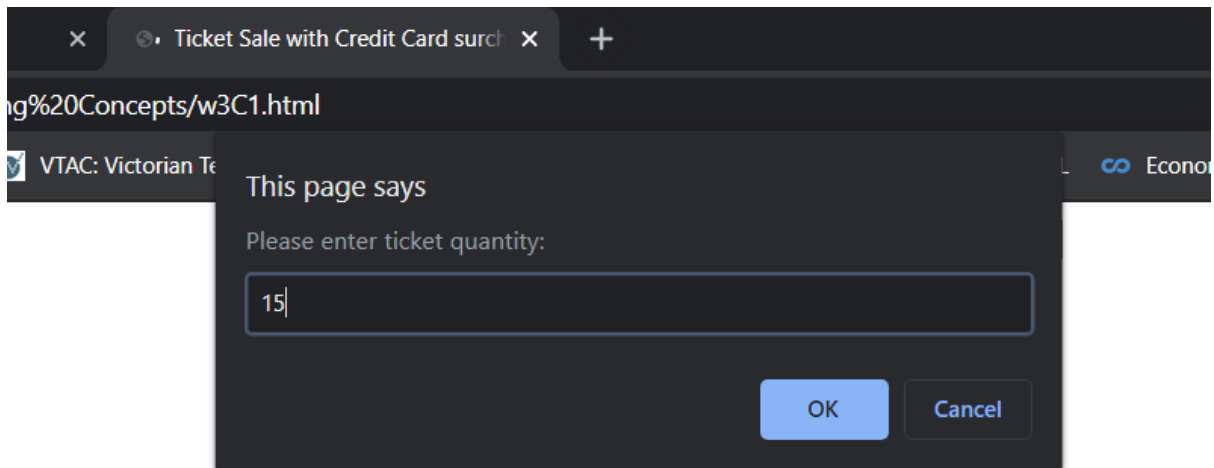 Ticket Sale with Credit Card surch
ng%20Concepts/w3C1.html
VTAC: Victorian Te
Econor
This page says
Please enter ticket quantity:
15
OK Cancel